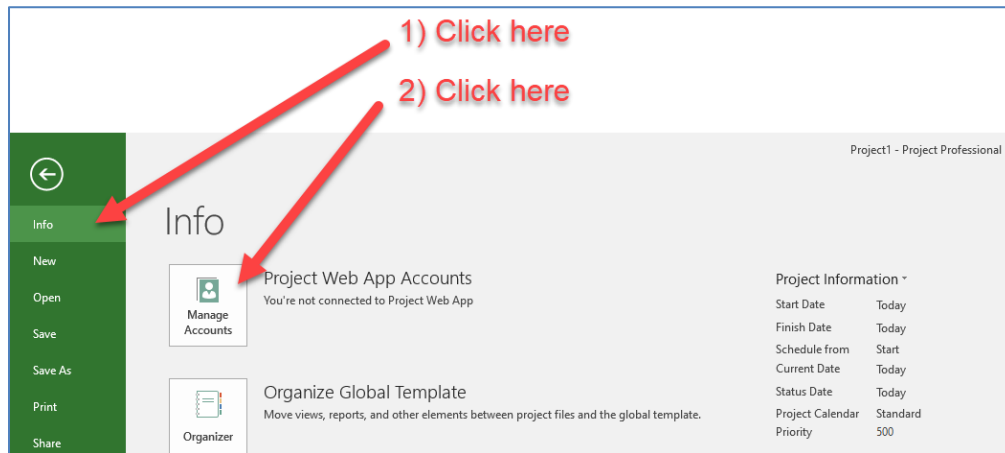 1) Click here
2) Click here
Project1 - Project Professional
Info
New
Open
Save
Save As
Print
Share
Info
Manage
Accounts
Project Web App Accounts
You're not connected to Project Web App
Organizer
Organize Global Template
Move views, reports, and other elements between project files and the global template.
Project Information
Start Date Today
Finish Date Today
Schedule from Start
Current Date Today
Status Date Today
Project Calendar Standard
Priority 500